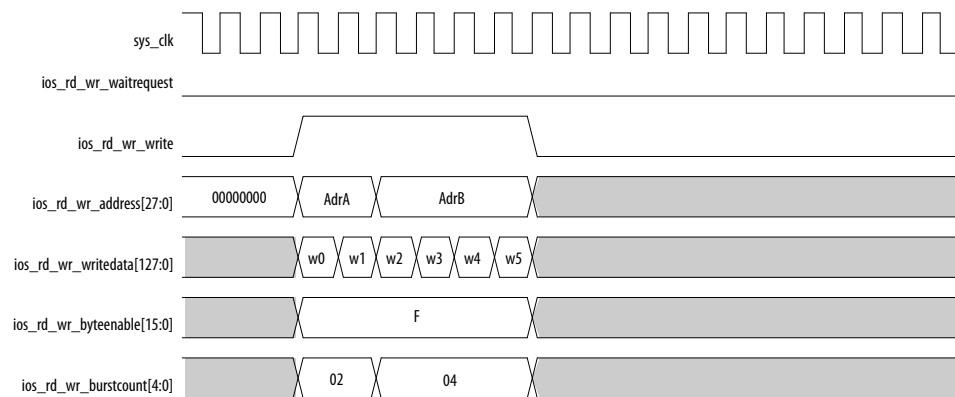 sys_clk
ios_rd_wr_waitrequest
ios_rd_wr_write
ios_rd_wr_address[27:0] 00000000 AdrA AdrB
ios_rd_wr_writedata[127:0] w0 w1 w2 w3 w4 w5
ios_rd_wr_byteenable[15:0] F
ios_rd_wr_burstcount[4:0] 02 04